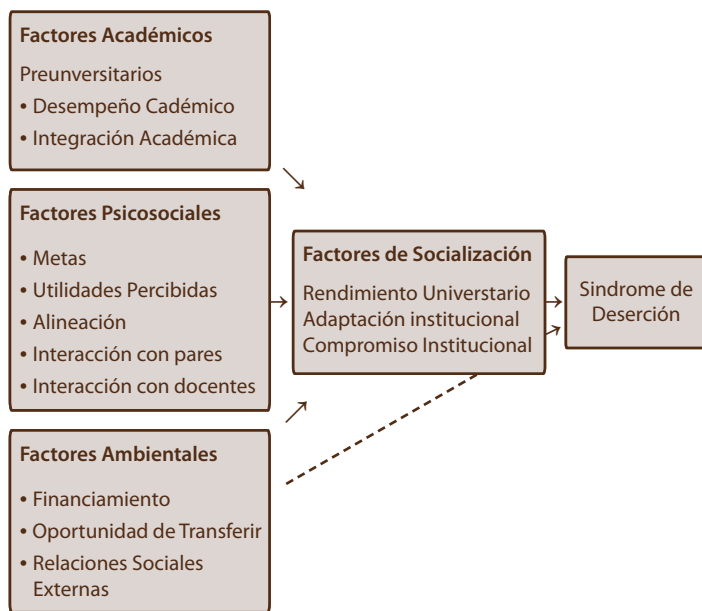 Factores Académicos
Preunversitarios
• Desempeño Cadémico
• Integración Académica
Factores Psicosociales
• Metas
• Utilidades Percibidas
• Alineación
• Interacción con pares
• Interacción con docentes
Factores Ambientales
• Financiamiento
• Oportunidad de Transferir
• Relaciones Sociales
Externas
Factores de Socialización
Rendimiento Universtario
Adaptación institucional
Compromiso Institucional
Sindrome de
Deserción